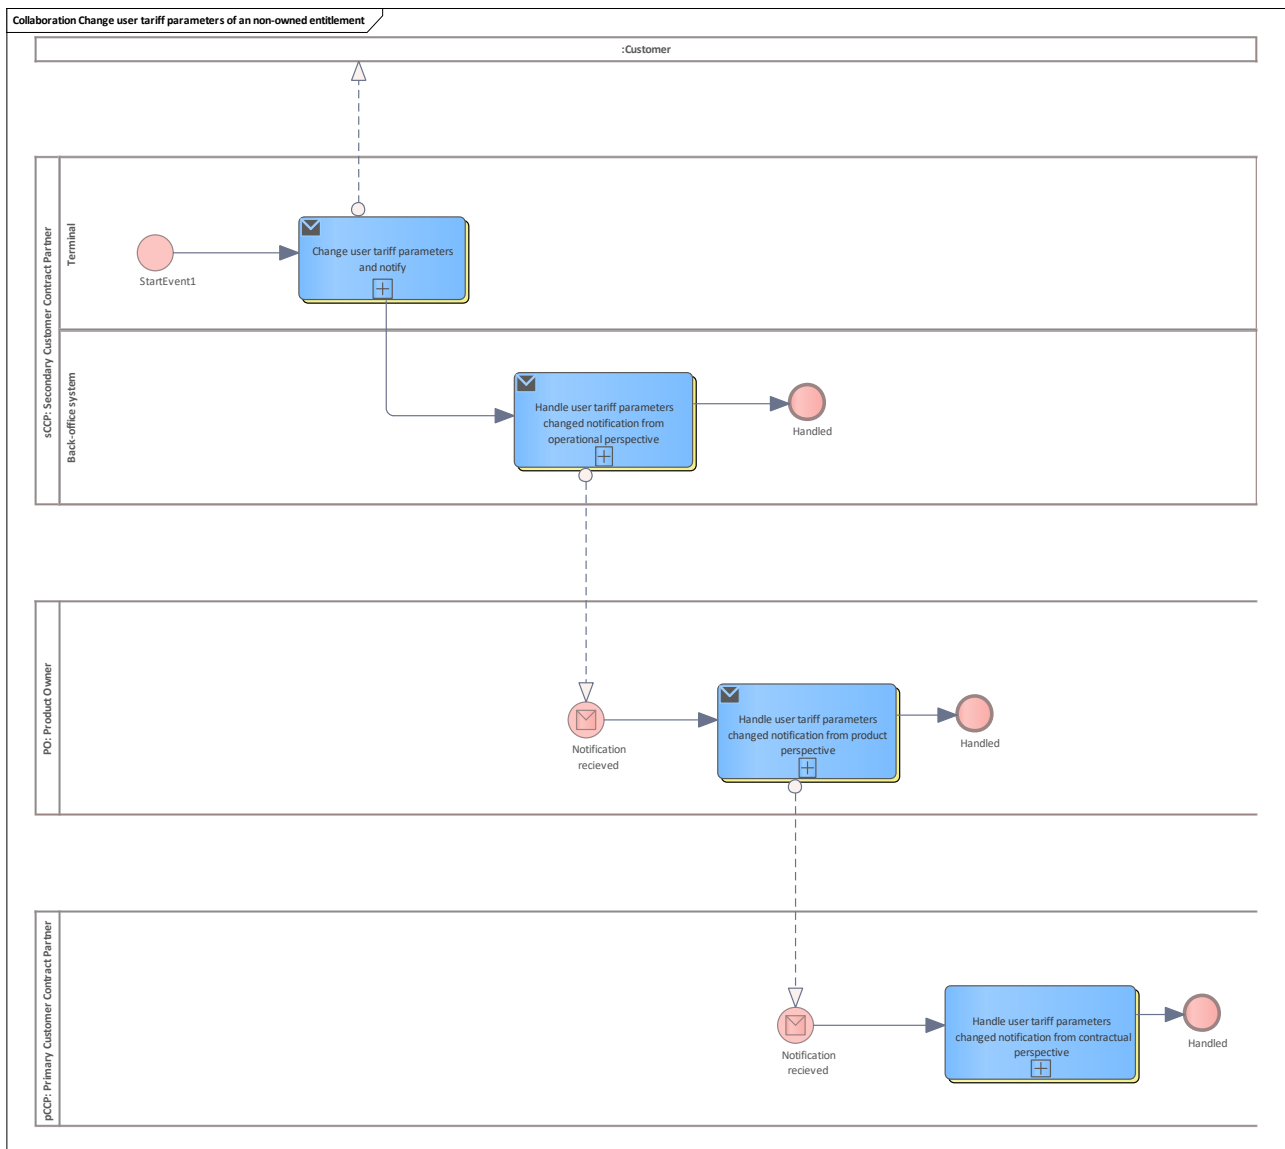 Collaboration Change user tariff parameters of an non-owned entitlement
:Customer
sCCP: Secondary Customer Contract Partner
Terminal
StartEvent1
Change user tariff parameters
and notify
Back-office system
Handle user tariff parameters
changed notification from
operational perspective
Handled
PO: Product Owner
Notification
recieved
Handle user tariff parameters
changed notification from product
perspective
Handled
pCCP: Primary Customer Contract Partner
Notification
recieved
Handle user tariff parameters
changed notification from contractual
perspective
Handled